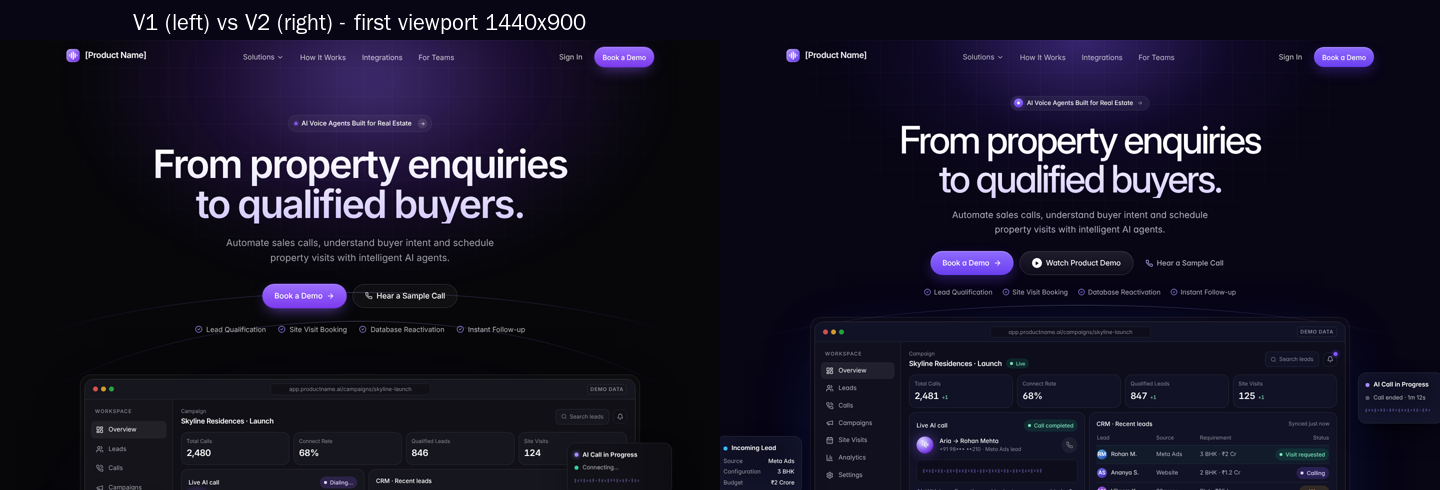 V1 (left) vs V2 (right) - first viewport 1440x900
[Product Name]
Solutions
How It Works
Integrations
For Teams
Sign In
Book a Demo
AI Voice Agents Built for Real Estate →
From property enquiries
to qualified buyers.
Automate sales calls, understand buyer intent and schedule
property visits with intelligent AI agents.
Book a Demo →
Hear a Sample Call
Lead Qualification
Site Visit Booking
Database Reactivation
Instant Follow-up
app.productname.ai/campaigns/skyline-launch
DEMO DATA
WORKSPACE
Overview
Leads
Calls
Campaigns
Campaign
Skyline Residences · Launch
Search leads
Total Calls
2,480
Connect Rate
68%
Qualified Leads
846
Site Visits
124
Live AI call
Dialing...
CRM · Recent leads
AI Call in Progress
Connecting...
[Product Name]
Solutions
How It Works
Integrations
For Teams
Sign In
Book a Demo
AI Voice Agents Built for Real Estate →
From property enquiries
to qualified buyers.
Automate sales calls, understand buyer intent and schedule
property visits with intelligent AI agents.
Book a Demo →
Watch Product Demo
Hear a Sample Call
Lead Qualification
Site Visit Booking
Database Reactivation
Instant Follow-up
app.productname.ai/campaigns/skyline-launch
DEMO DATA
WORKSPACE
Overview
Leads
Calls
Campaigns
Site Visits
Analytics
Settings
Campaign
Skyline Residences · Launch
Live
Search leads
Total Calls
2,481 +1
Connect Rate
68%
Qualified Leads
847 +1
Site Visits
125 +1
Live AI call
Call completed
Aria → Rohan Mehta
+91 98••• ••210 · Meta Ads lead
CRM · Recent leads
Synced just now
Lead Source Requirement Status
RM Rohan M. Meta Ads 3 BHK · ₹2 Cr Visit requested
AS Ananya S. Website 2 BHK · ₹1.2 Cr Calling
Incoming Lead
Source Meta Ads
Configuration 3 BHK
Budget ₹2 Crore
AI Call in Progress
Call ended · 1m 12s